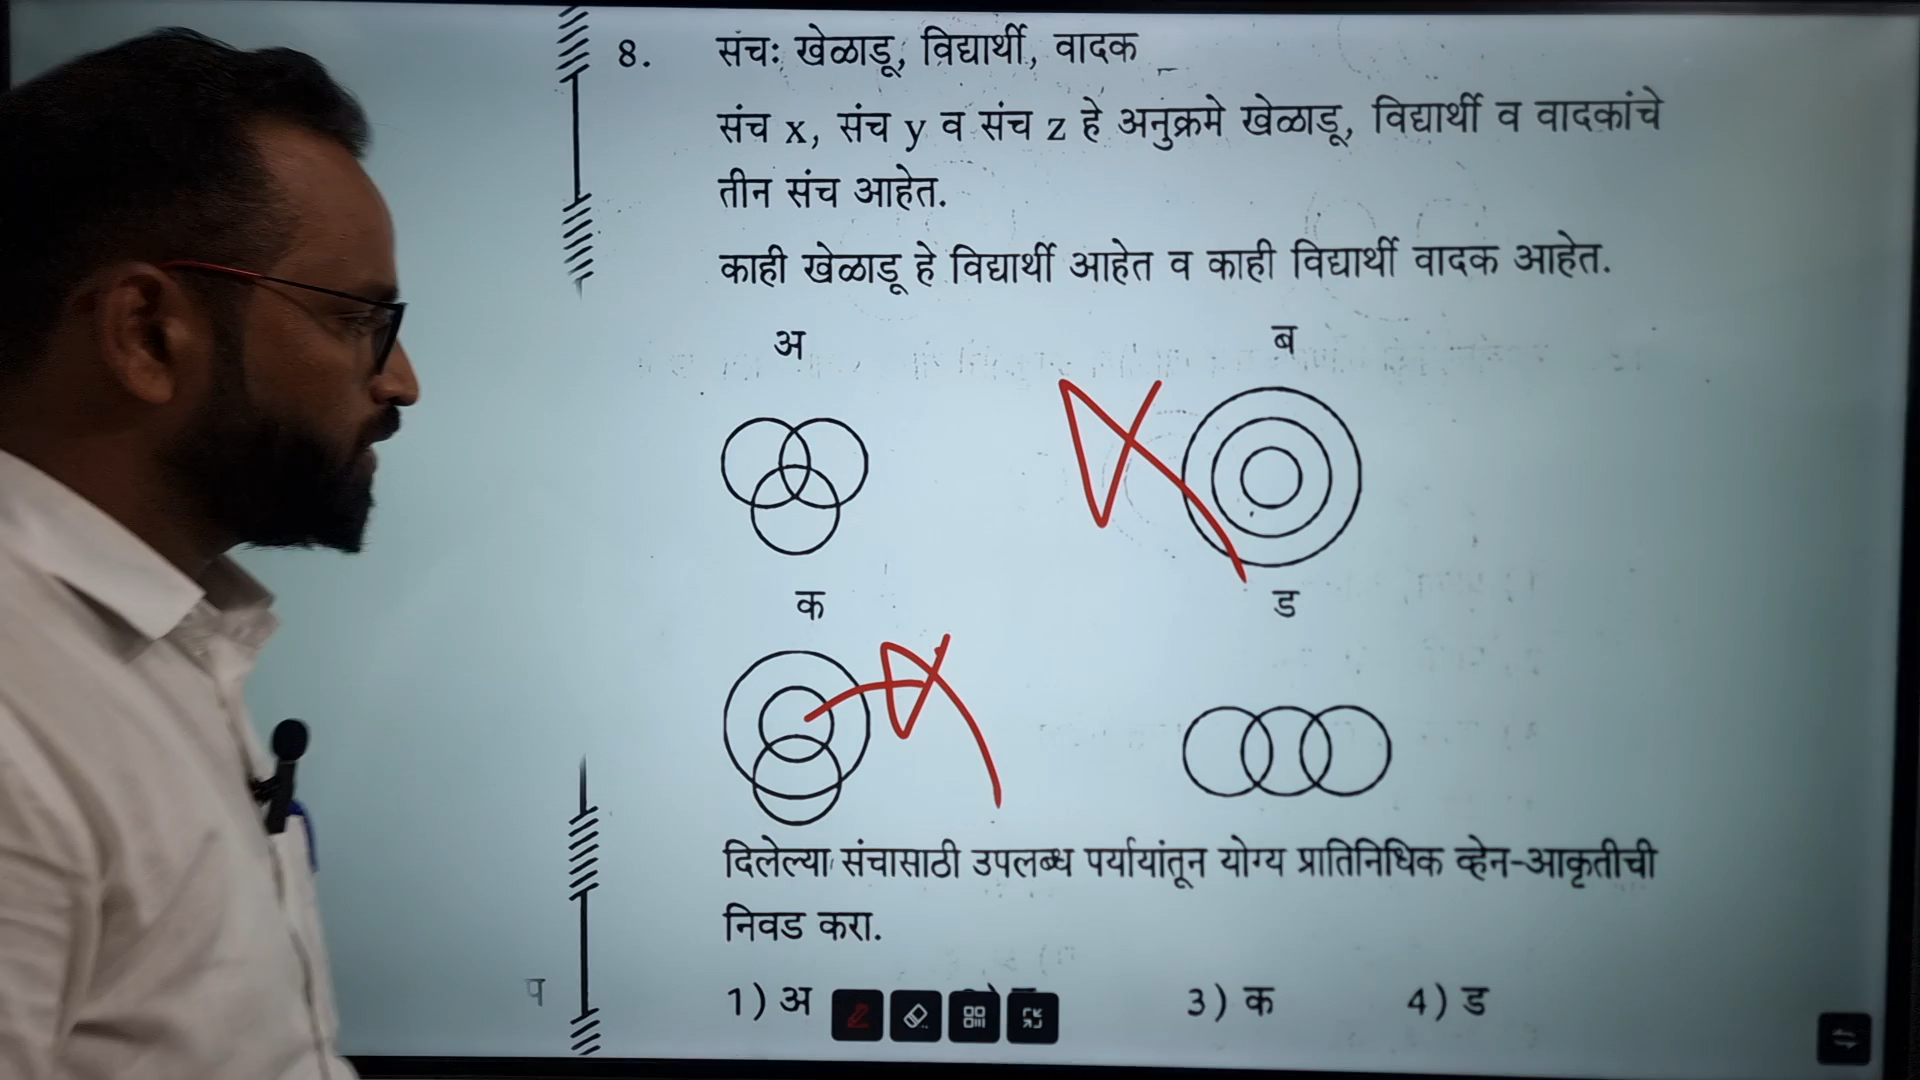 8. संचः खेळाडू, विद्यार्थी, वादक
संच x, संच y व संच z हे अनुक्रमे खेळाडू, विद्यार्थी व वादकांचे
तीन संच आहेत.
काही खेळाडू हे विद्यार्थी आहेत व काही विद्यार्थी वादक आहेत.
अ ब
क ड
दिलेल्या संचासाठी उपलब्ध पर्यायांतून योग्य प्रातिनिधिक व्हेन-आकृतीची
निवड करा.
प
1) अ 3) क 4) ड